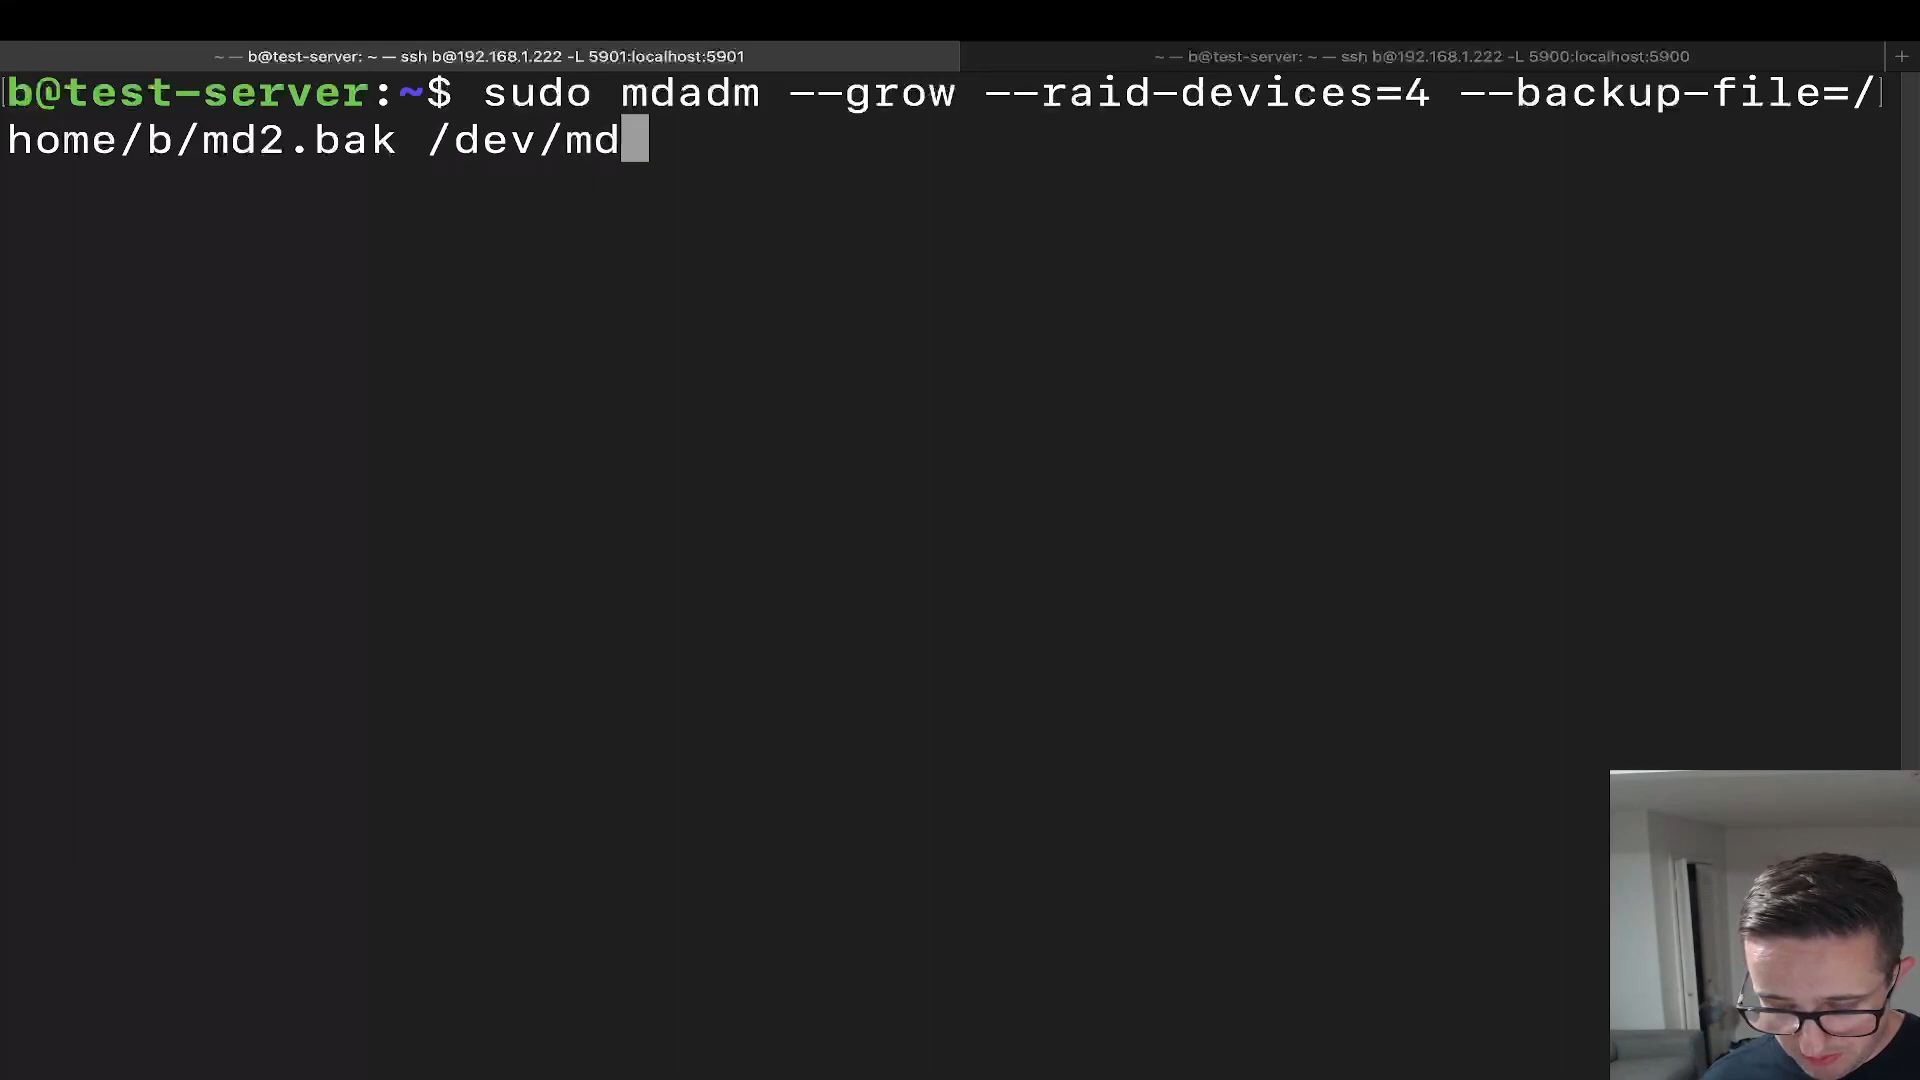 ~ — b@test-server: ~ — ssh b@192.168.1.222 -L 5901:localhost:5901
~ — b@test-server: ~ — ssh b@192.168.1.222 -L 5900:localhost:5900
+
b@test-server:~$ sudo mdadm --grow --raid-devices=4 --backup-file=/
home/b/md2.bak /dev/md